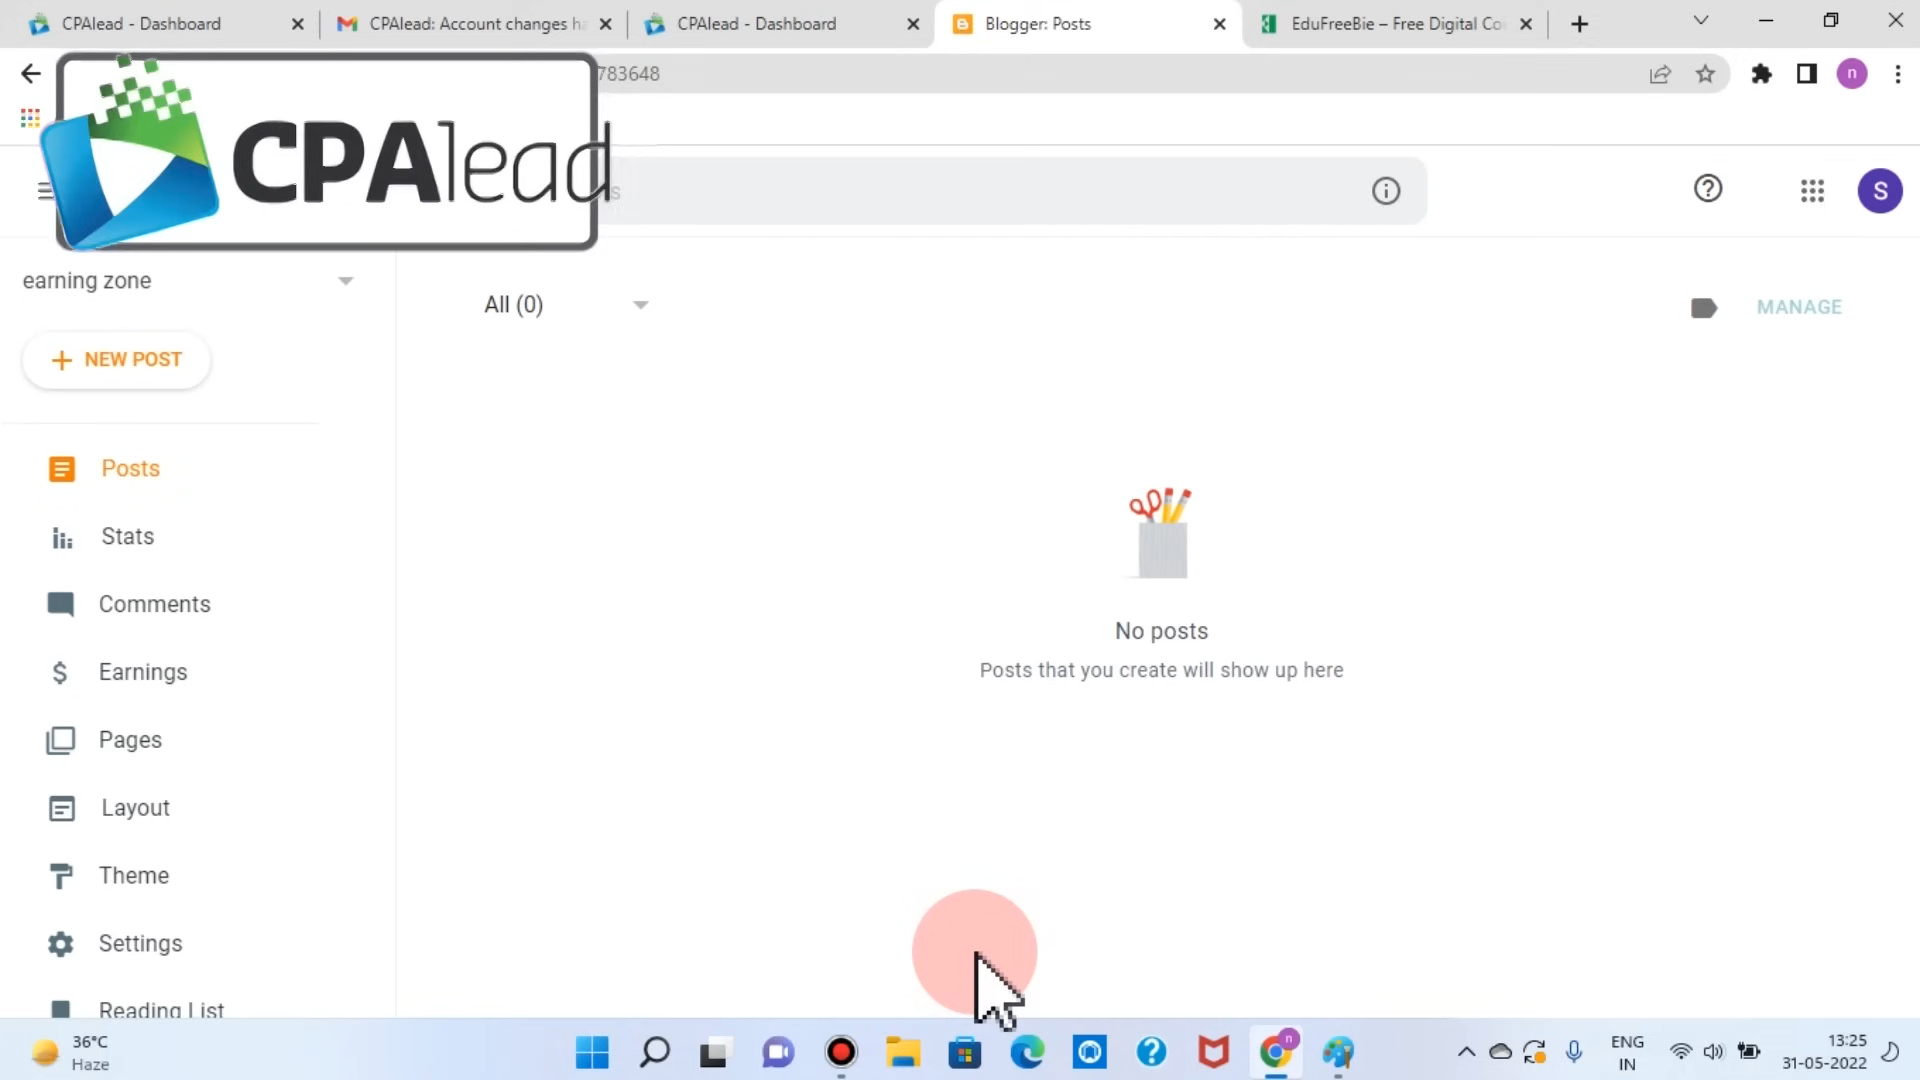 CPAlead - Dashboard
CPAlead: Account changes ha
CPAlead - Dashboard
Blogger: Posts
EduFreeBie – Free Digital Co
783648
n
CPAlead
S
earning zone
All (0)
MANAGE
+ NEW POST
Posts
Stats
Comments
Earnings
Pages
Layout
Theme
Settings
Reading List
No posts
Posts that you create will show up here
36°C
Haze
n
ENG
IN
13:25
31-05-2022